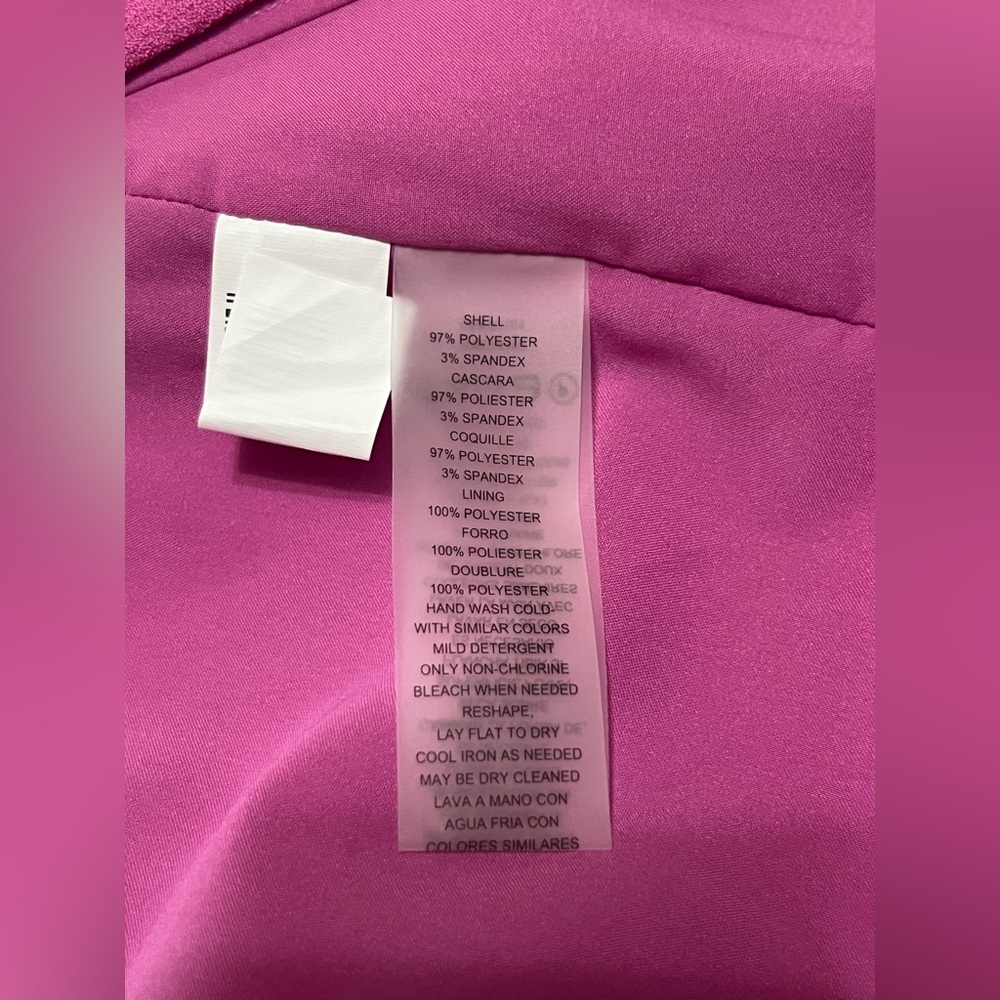 SHELL
97% POLYESTER
3% SPANDEX
CASCARA
97% POLIESTER
3% SPANDEX
COQUILLE
97% POLYESTER
3% SPANDEX
LINING
100% POLYESTER
FORRO
100% POLIESTER
DOUBLURE
100% POLYESTER
HAND WASH COLD-
WITH SIMILAR COLORS
MILD DETERGENT
ONLY NON-CHLORINE
BLEACH WHEN NEEDED
RESHAPE,
LAY FLAT TO DRY
COOL IRON AS NEEDED
MAY BE DRY CLEANED
LAVA A MANO CON
AGUA FRIA CON
COLORES SIMILARES